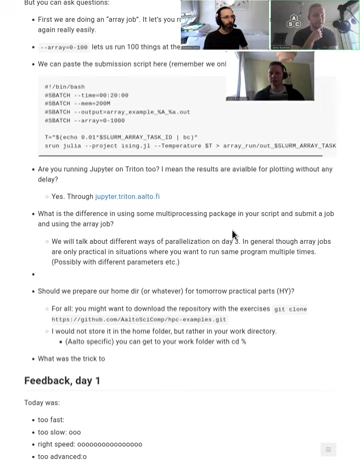 But you can ask questions:
• First we are doing an "array job". It let's you r
again really easily.
• --array=0-100 lets us run 100 things at the
• We can paste the submission script here (remember we onl
#!/bin/bash
#SBATCH --time=00:20:00
#SBATCH --mem=200M
#SBATCH --output=array_example_%A_%a.out
#SBATCH --array=0-1000
T="$(echo 0.01*$SLURM_ARRAY_TASK_ID | bc)"
srun julia --project ising.jl --Temperature $T > array_run/out_$SLURM_ARRAY_TASK
• Are you running Jupyter on Triton too? I mean the results are avialble for plotting without any
delay?
◦ Yes. Through jupyter.triton.aalto.fi
• What is the difference in using some multiprocessing package in your script and submit a job
and using the array job?
◦ We will talk about different ways of parallelization on day 3. In general though array jobs
are only practical in situations where you want to run same program multiple times.
(Possibly with different parameters etc.)
•
• Should we prepare our home dir (or whatever) for tomorrow practical parts (HY)?
◦ For all: you might want to download the repository with the exercises git clone
https://github.com/AaltoSciComp/hpc-examples.git
◦ I would not store it in the home folder, but rather in your work directory.
▪ (Aalto specific) you can get to your work folder with cd %
• What was the trick to
Feedback, day 1
Today was:
• too fast:
• too slow: ooo
• right speed: oooooooooooooooo
• too advanced:o